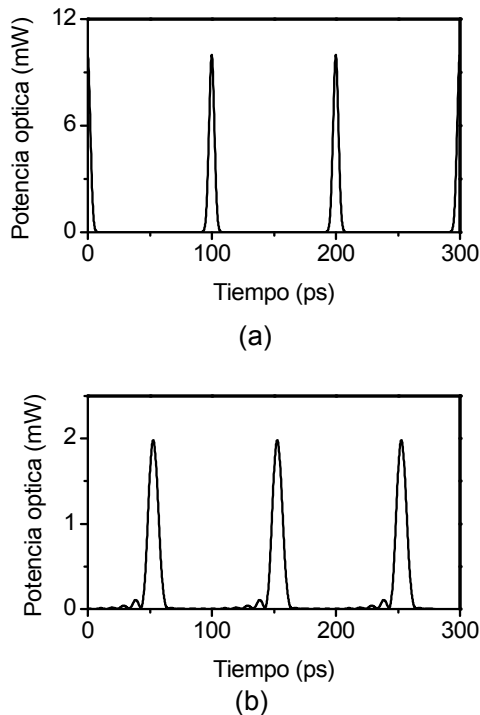 12
6
0
Potencia optica (mW)
0 100 200 300
Tiempo (ps)
(a)
2
1
0
Potencia optica (mW)
0 100 200 300
Tiempo (ps)
(b)